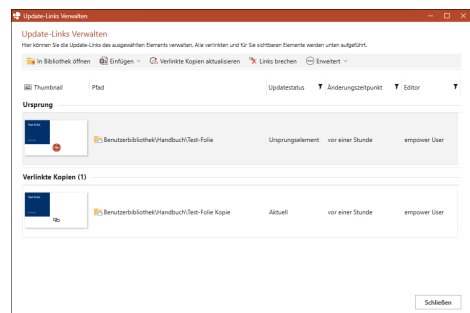 Update-Links Verwalten
Update-Links Verwalten
Hier können Sie die Update-Links des ausgewählten Elements verwalten. Alle verlinkten und für Sie sichtbaren Elemente werden unten aufgeführt.
In Bibliothek öffnen Einfügen Verlinkte Kopien aktualisieren Links brechen Erweitert
Thumbnail Pfad Updatestatus Änderungszeitpunkt Editor
Ursprung
Test-Folie
Benutzerbibliothek\Handbuch\Test-Folie Ursprungselement vor einer Stunde empower User
Verlinkte Kopien (1)
Test-Folie
Benutzerbibliothek\Handbuch\Test-Folie Kopie Aktuell vor einer Stunde empower User
Schließen